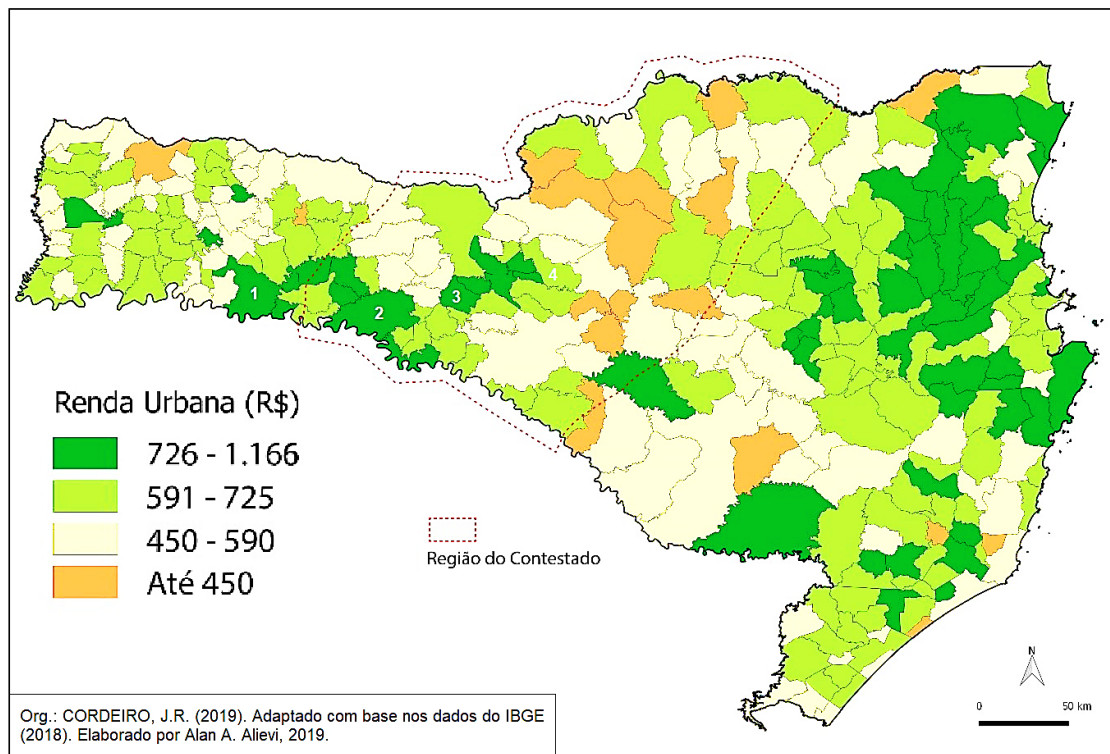 1
2
3
4
Renda Urbana (R$)
726 - 1.166
591 - 725
450 - 590
Até 450
Região do Contestado
N
0 50 km
Org.: CORDEIRO, J.R. (2019). Adaptado com base nos dados do IBGE
(2018). Elaborado por Alan A. Alievi, 2019.